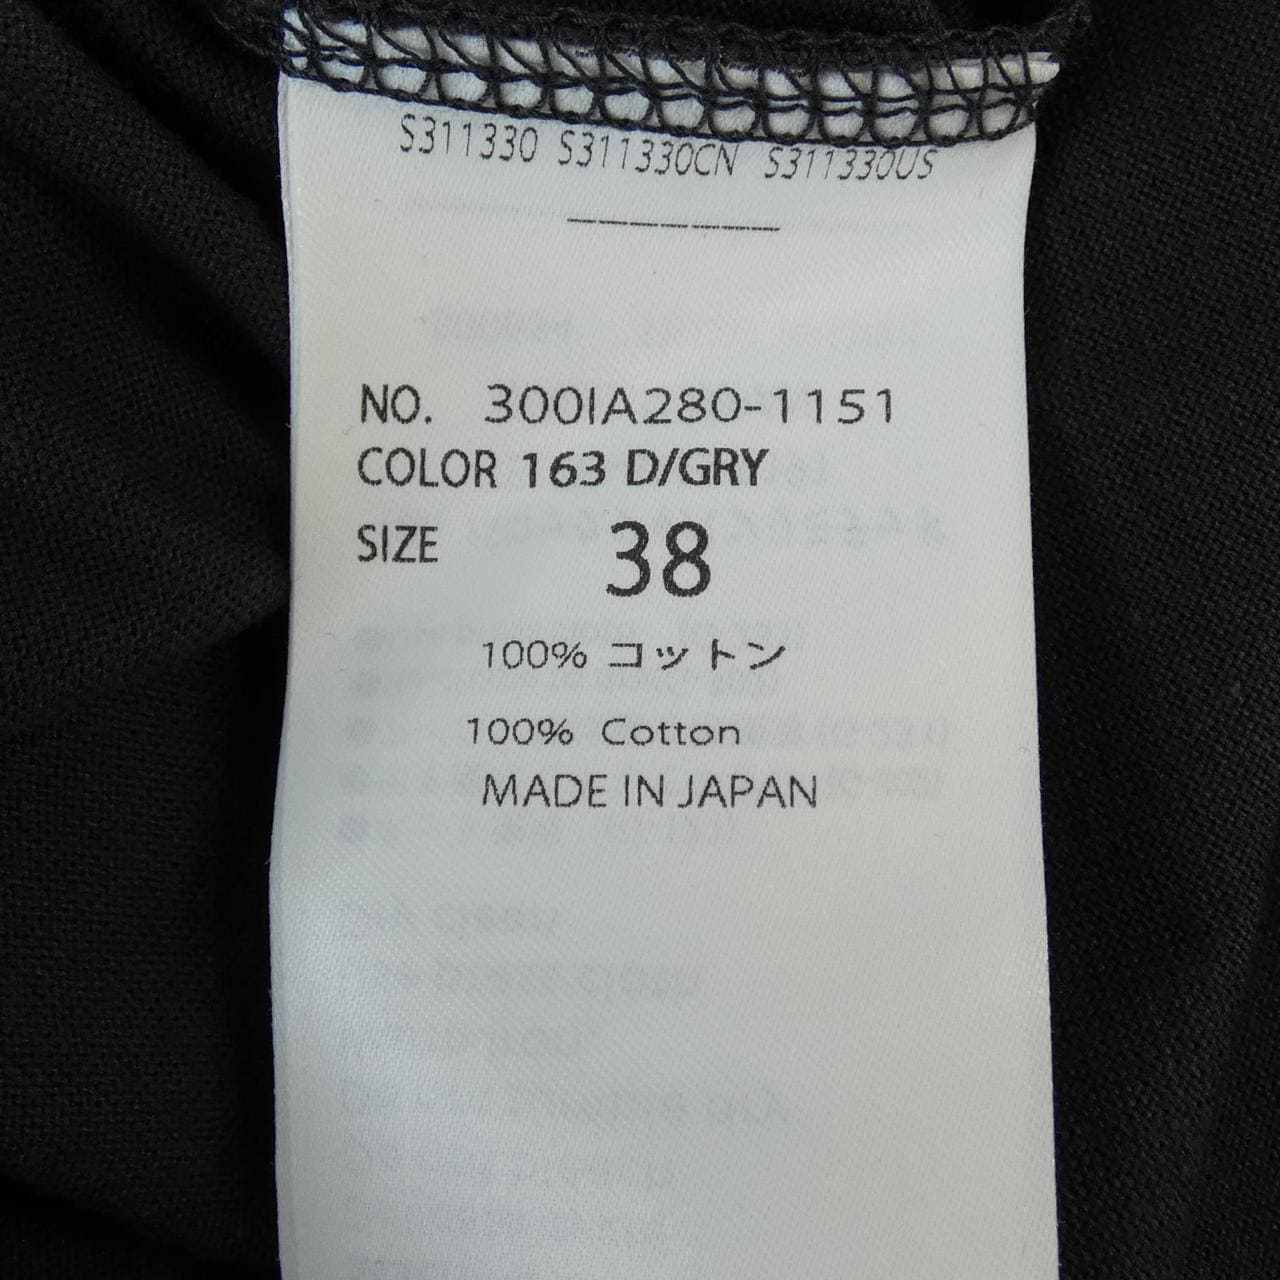 S311330 S311330CN S311330US
NO. 300IA280-1151
COLOR 163 D/GRY
SIZE 38
100% コットン
100% Cotton
MADE IN JAPAN